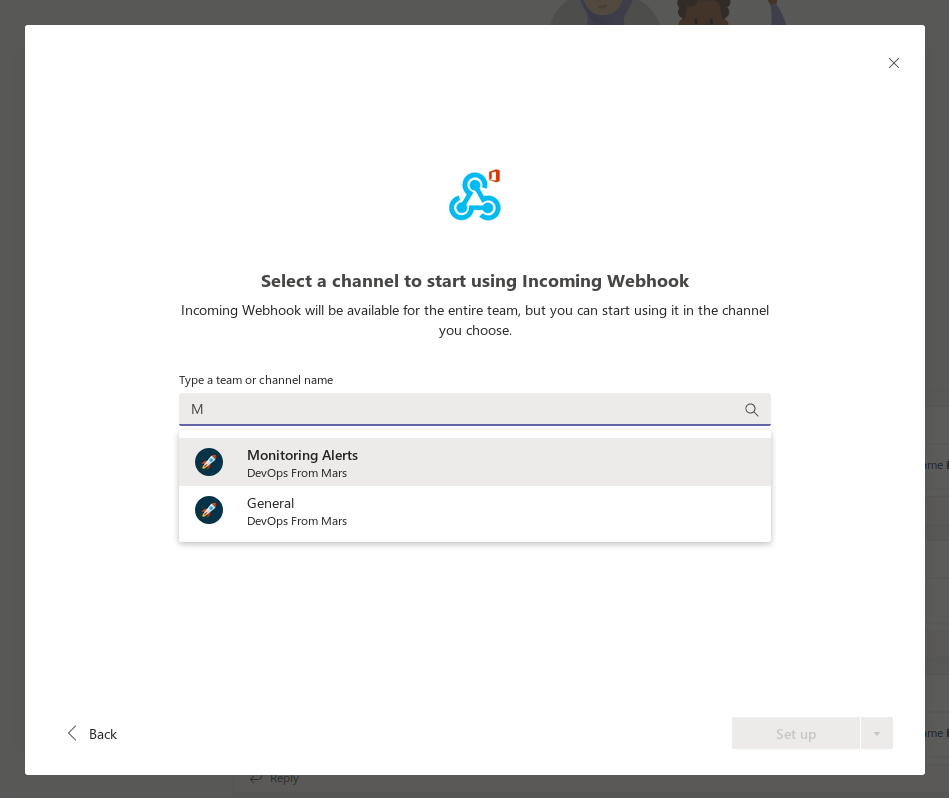 Select a channel to start using Incoming Webhook
Incoming Webhook will be available for the entire team, but you can start using it in the channel
you choose.
Type a team or channel name
M
Monitoring Alerts
DevOps From Mars
General
DevOps From Mars
Back
Set up
Reply